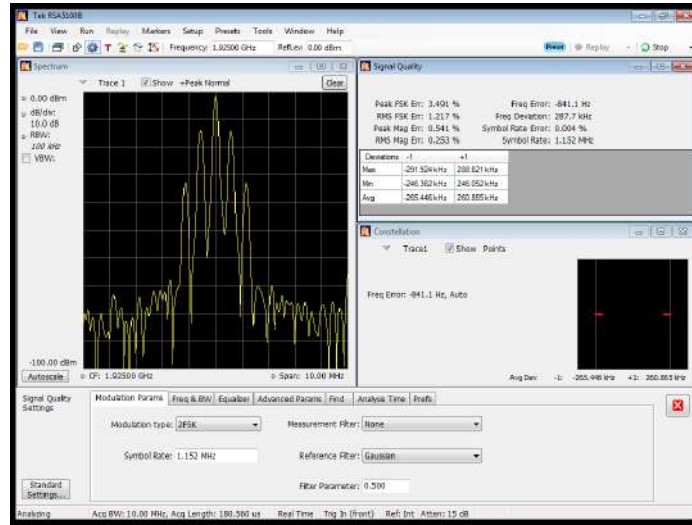 Tek RSA5100B
File View Run Replay Markers Setup Presets Tools Window Help
Frequency: 1.92500 GHz RefLev: 0.00 dBm Preset Replay Stop
Spectrum
Trace 1 Show +Peak Normal Clear
0.00 dBm
dB/div:
10.0 dB
RBW:
100 kHz
VBW:
-100.00 dBm
Autoscale CF: 1.92500 GHz Span: 10.00 MHz
Signal Quality
Peak FSK Err: 3.491 % Freq Error: -841.1 Hz
RMS FSK Err: 1.217 % Freq Deviation: 287.7 kHz
Peak Mag Err: 0.541 % Symbol Rate Error: 0.004 %
RMS Mag Err: 0.253 % Symbol Rate: 1.152 MHz
Deviations -1 +1
Max -291.924 kHz 288.821 kHz
Min -246.362 kHz 246.052 kHz
Avg -265.446 kHz 260.865 kHz
Constellation
Trace1 Show Points
Freq Error: -841.1 Hz, Auto
Avg Dev -1: -265.446 kHz +1: 260.865 kHz
Signal Quality
Settings
Modulation Params Freq & BW Equalizer Advanced Params Find Analysis Time Prefs
Modulation type: 2FSK Measurement Filter: None
Symbol Rate: 1.152 MHz Reference Filter: Gaussian
Filter Parameter: 0.500
Standard
Settings...
Analyzing Acq BW: 10.00 MHz, Acq Length: 180.560 us Real Time Trig In (front) Ref: Int Atten: 15 dB